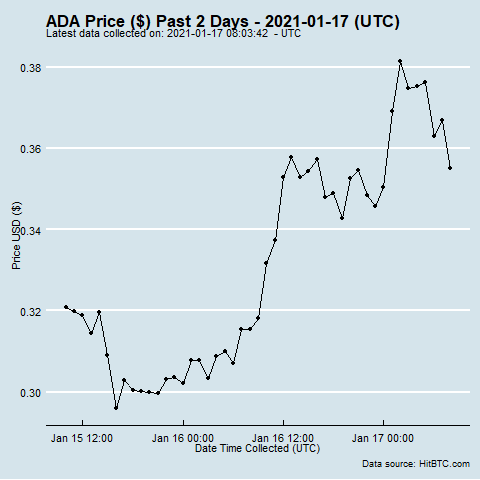 ADA Price ($) Past 2 Days - 2021-01-17 (UTC)
Latest data collected on: 2021-01-17 08:03:42 - UTC
0.38
0.36
0.34
0.32
0.30
Price USD ($)
Jan 15 12:00
Jan 16 00:00
Jan 16 12:00
Jan 17 00:00
Date Time Collected (UTC)
Data source: HitBTC.com